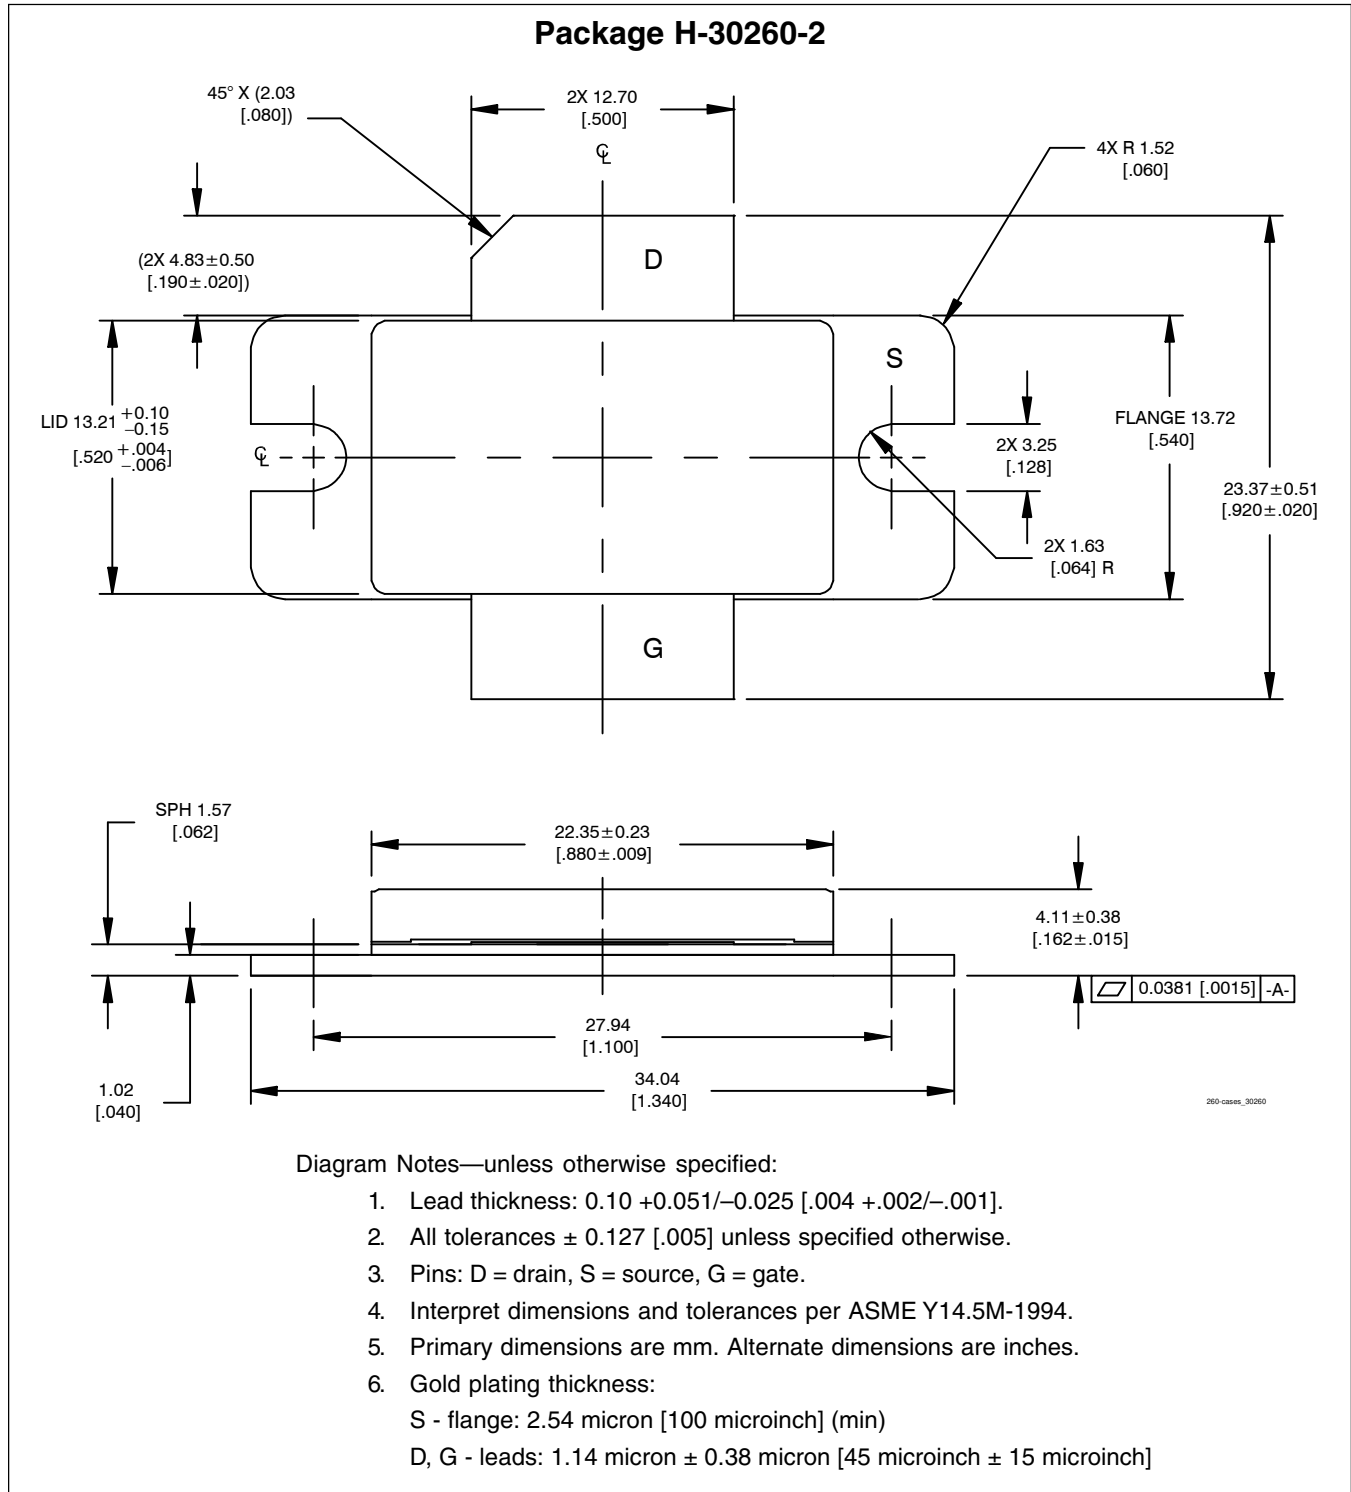 Package H-30260-2
45° X (2.03
[.080])
2X 12.70
[.500]
℄
4X R 1.52
[.060]
(2X 4.83±0.50
[.190±.020])
D
S
LID 13.21 +0.10
–0.15
[.520 +.004
–.006]
℄
2X 3.25
[.128]
FLANGE 13.72
[.540]
23.37±0.51
[.920±.020]
2X 1.63
[.064] R
G
SPH 1.57
[.062]
22.35±0.23
[.880±.009]
4.11±0.38
[.162±.015]
0.0381 [.0015] -A-
27.94
[1.100]
1.02
[.040]
34.04
[1.340]
260-cases_30260
Diagram Notes—unless otherwise specified:
1. Lead thickness: 0.10 +0.051/–0.025 [.004 +.002/–.001].
2. All tolerances ± 0.127 [.005] unless specified otherwise.
3. Pins: D = drain, S = source, G = gate.
4. Interpret dimensions and tolerances per ASME Y14.5M-1994.
5. Primary dimensions are mm. Alternate dimensions are inches.
6. Gold plating thickness:
S - flange: 2.54 micron [100 microinch] (min)
D, G - leads: 1.14 micron ± 0.38 micron [45 microinch ± 15 microinch]